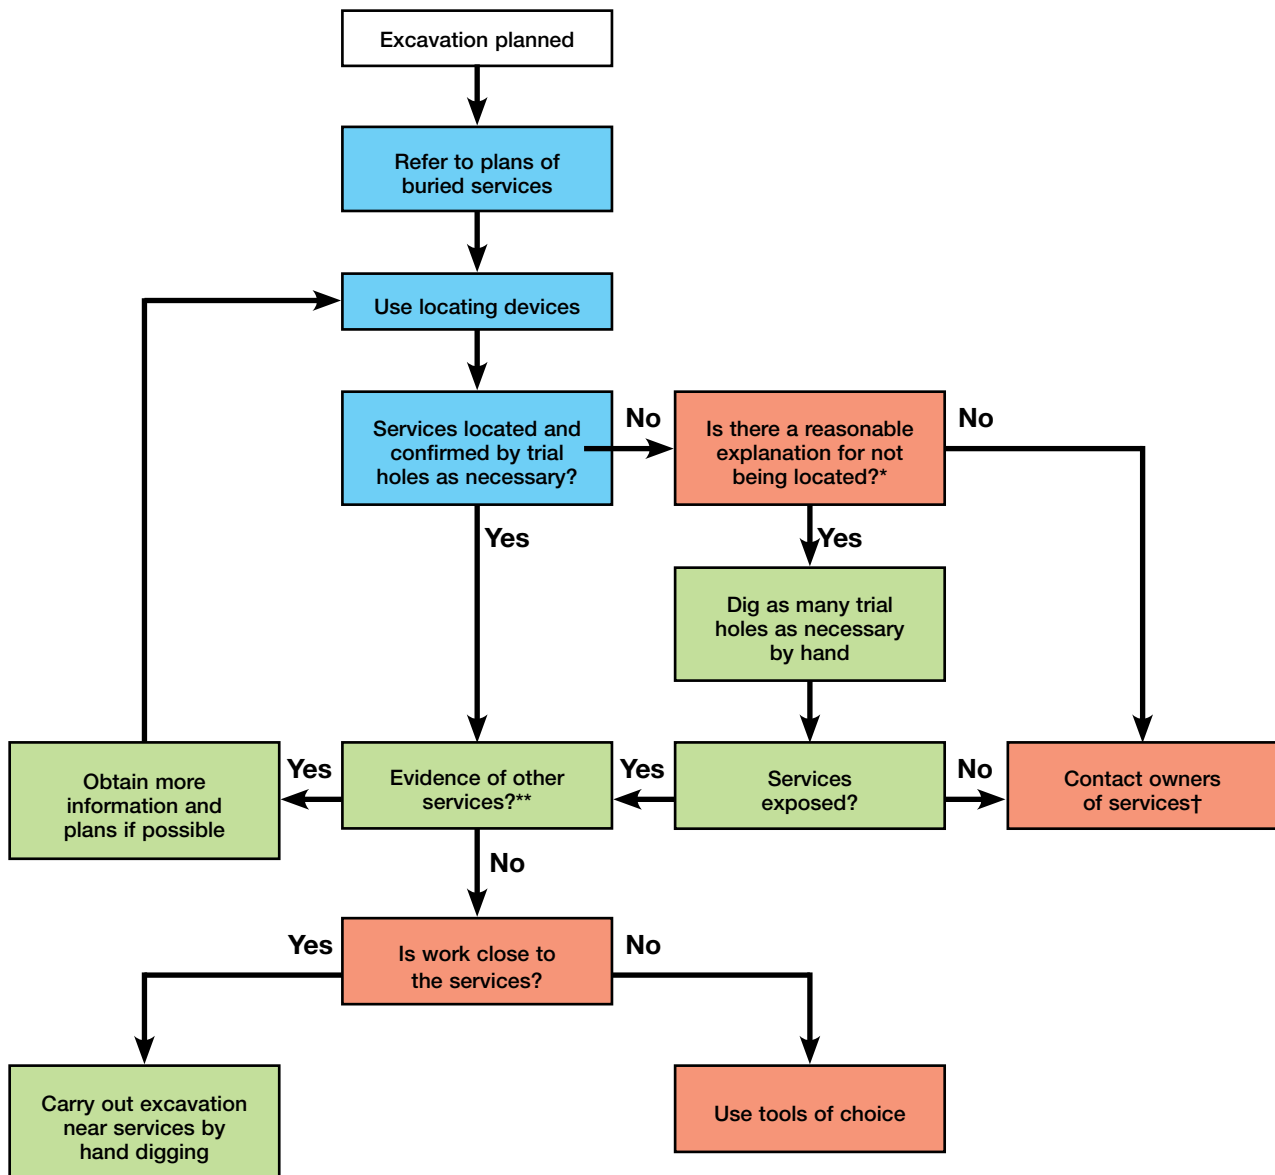 Excavation planned
Refer to plans of
buried services
Use locating devices
Services located and
confirmed by trial
holes as necessary?
No
Is there a reasonable
explanation for not
being located?*
No
Yes
Yes
Dig as many trial
holes as necessary
by hand
Obtain more
information and
plans if possible
Yes
Evidence of other
services?**
Yes
Services
exposed?
No
Contact owners
of services†
No
Yes
Is work close to
the services?
No
Carry out excavation
near services by
hand digging
Use tools of choice